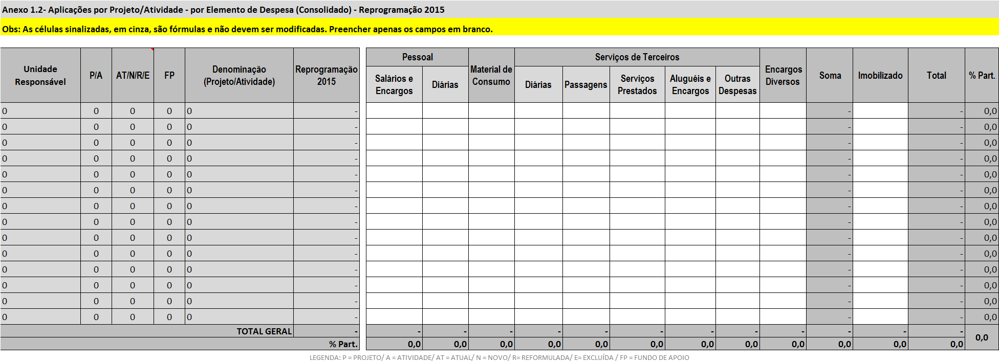 Anexo 1.2- Aplicações por Projeto/Atividade - por Elemento de Despesa (Consolidado) - Reprogramação 2015
Obs: As células sinalizadas, em cinza, são fórmulas e não devem ser modificadas. Preencher apenas os campos em branco.
Unidade Responsável P/A AT/N/R/E FP Denominação (Projeto/Atividade) Reprogramação 2015 Pessoal Material de Consumo Serviços de Terceiros Encargos Diversos Soma Imobilizado Total % Part.
Salários e Encargos Diárias Diárias Passagens Serviços Prestados Aluguéis e Encargos Outras Despesas
0 0 0 0 0 - - - 0,0
0 0 0 0 0 - - - 0,0
0 0 0 0 0 - - - 0,0
0 0 0 0 0 - - - 0,0
0 0 0 0 0 - - - 0,0
0 0 0 0 0 - - - 0,0
0 0 0 0 0 - - - 0,0
0 0 0 0 0 - - - 0,0
0 0 0 0 0 - - - 0,0
0 0 0 0 0 - - - 0,0
0 0 0 0 0 - - - 0,0
0 0 0 0 0 - - - 0,0
0 0 0 0 0 - - - 0,0
0 0 0 0 0 - - - 0,0
TOTAL GERAL - - - - - - - - - - - - - 0,0
% Part. 0,0 0,0 0,0 0,0 0,0 0,0 0,0 0,0 0,0 0,0 0,0 0,0
LEGENDA: P = PROJETO/ A = ATIVIDADE/ AT = ATUAL/ N = NOVO/ R= REFORMULADA/ E= EXCLUÍDA / FP = FUNDO DE APOIO